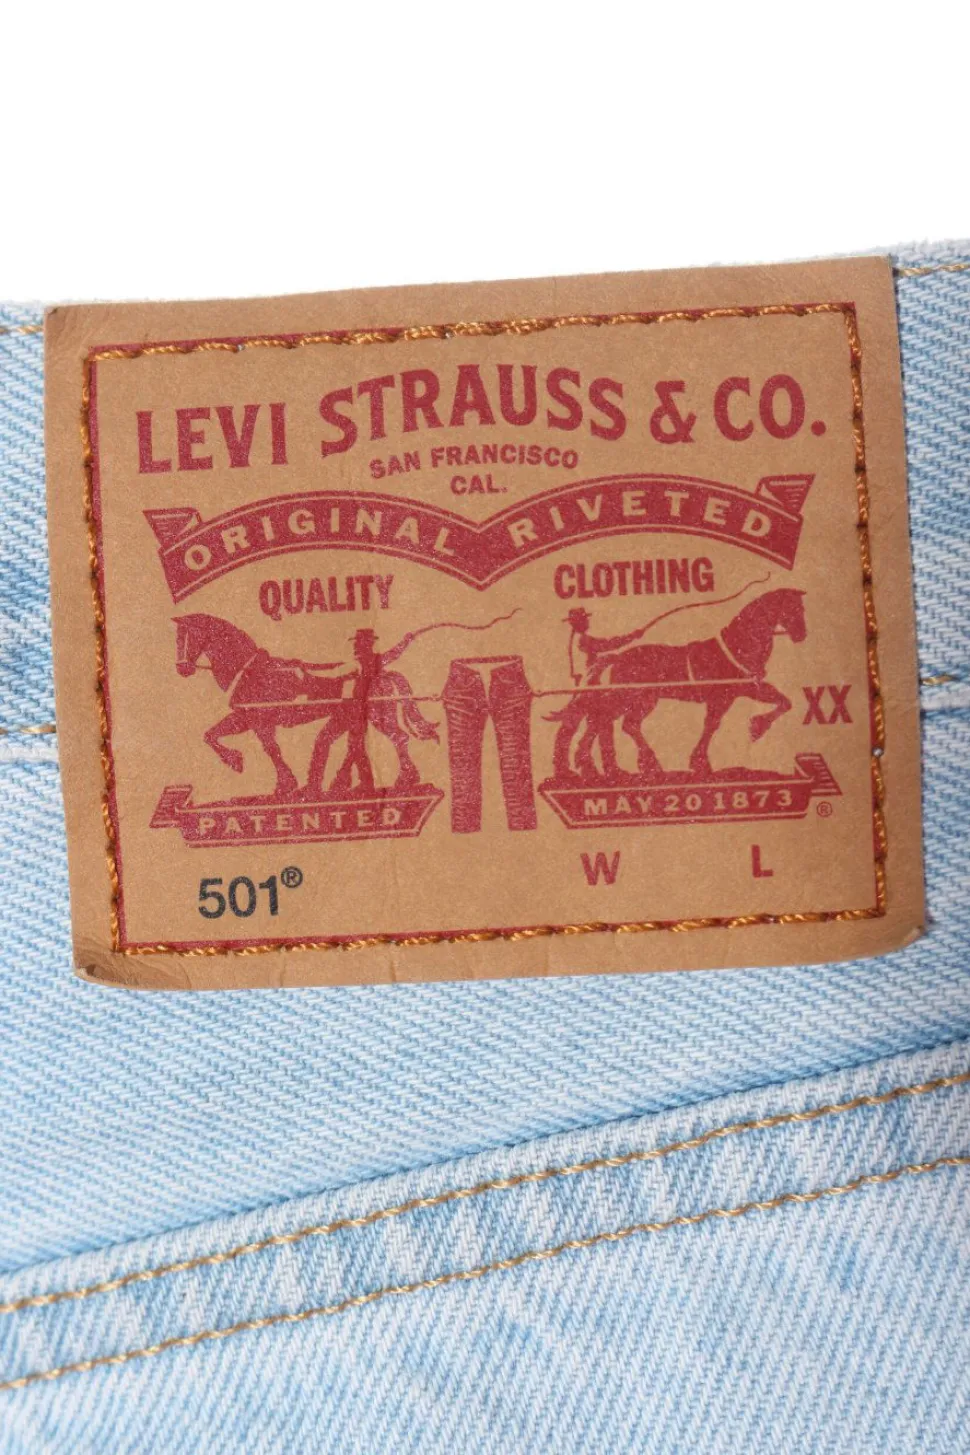 LEVI STRAUSS & CO.
SAN FRANCISCO
CAL.
ORIGINAL RIVETED
QUALITY CLOTHING
XX
PATENTED MAY 20 1873 ®
501® W L